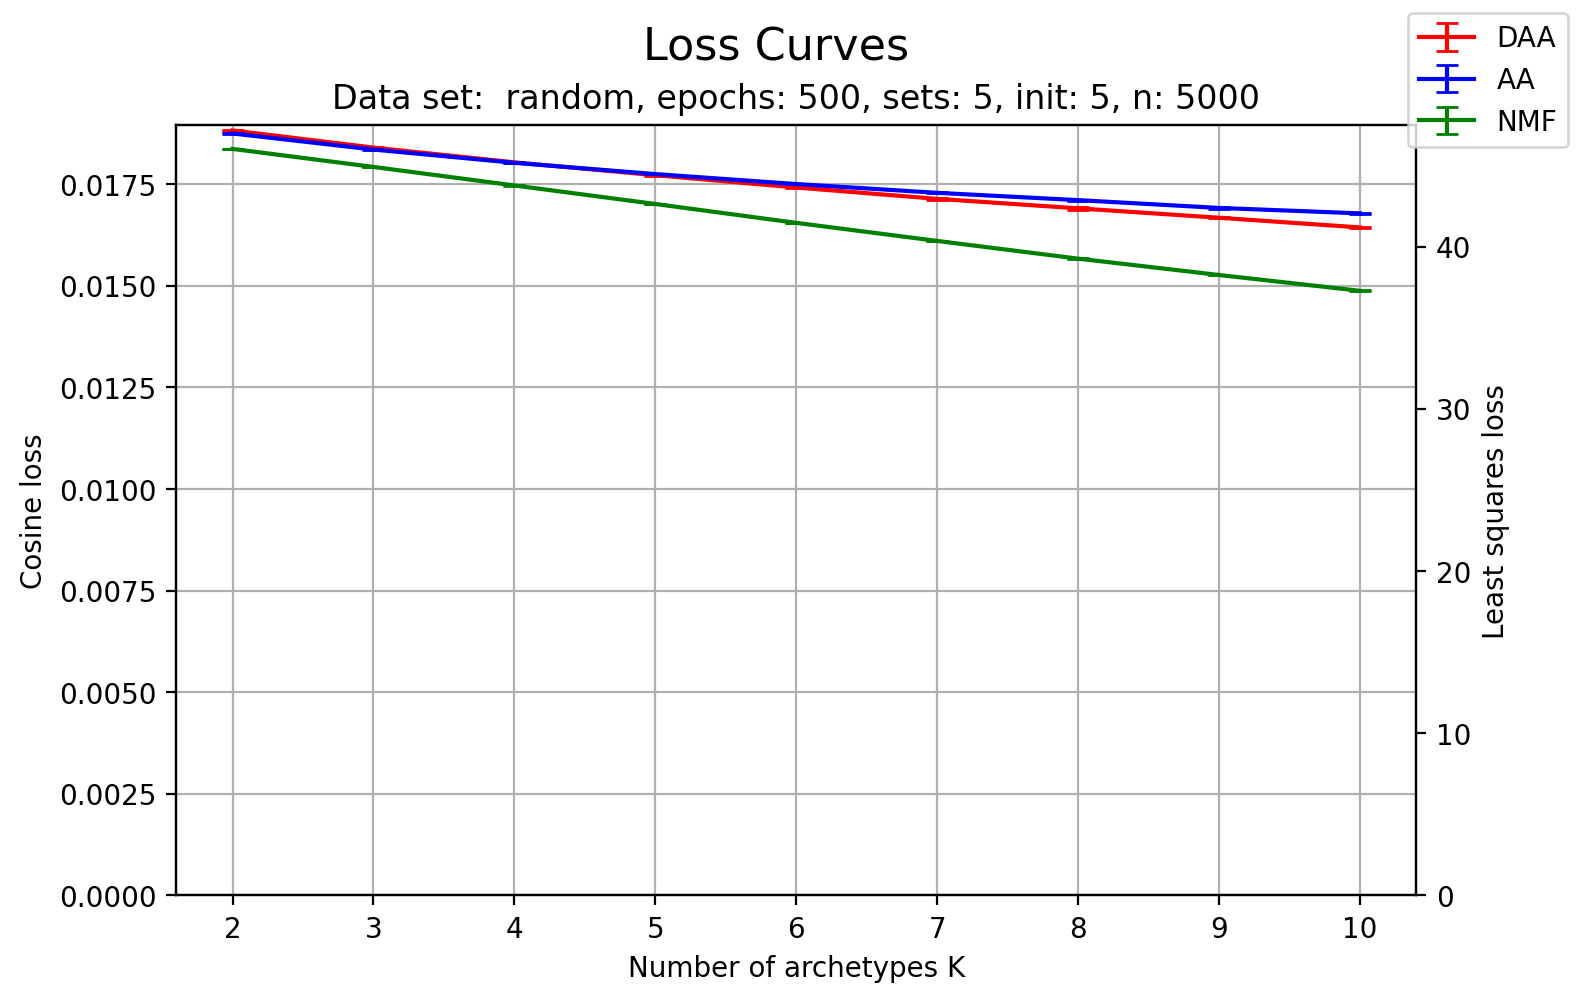 Loss Curves
Data set:  random, epochs: 500, sets: 5, init: 5, n: 5000
DAA
AA
NMF
Cosine loss
0.0175
0.0150
0.0125
0.0100
0.0075
0.0050
0.0025
0.0000
40
30
20
10
0
Least squares loss
2 3 4 5 6 7 8 9 10
Number of archetypes K